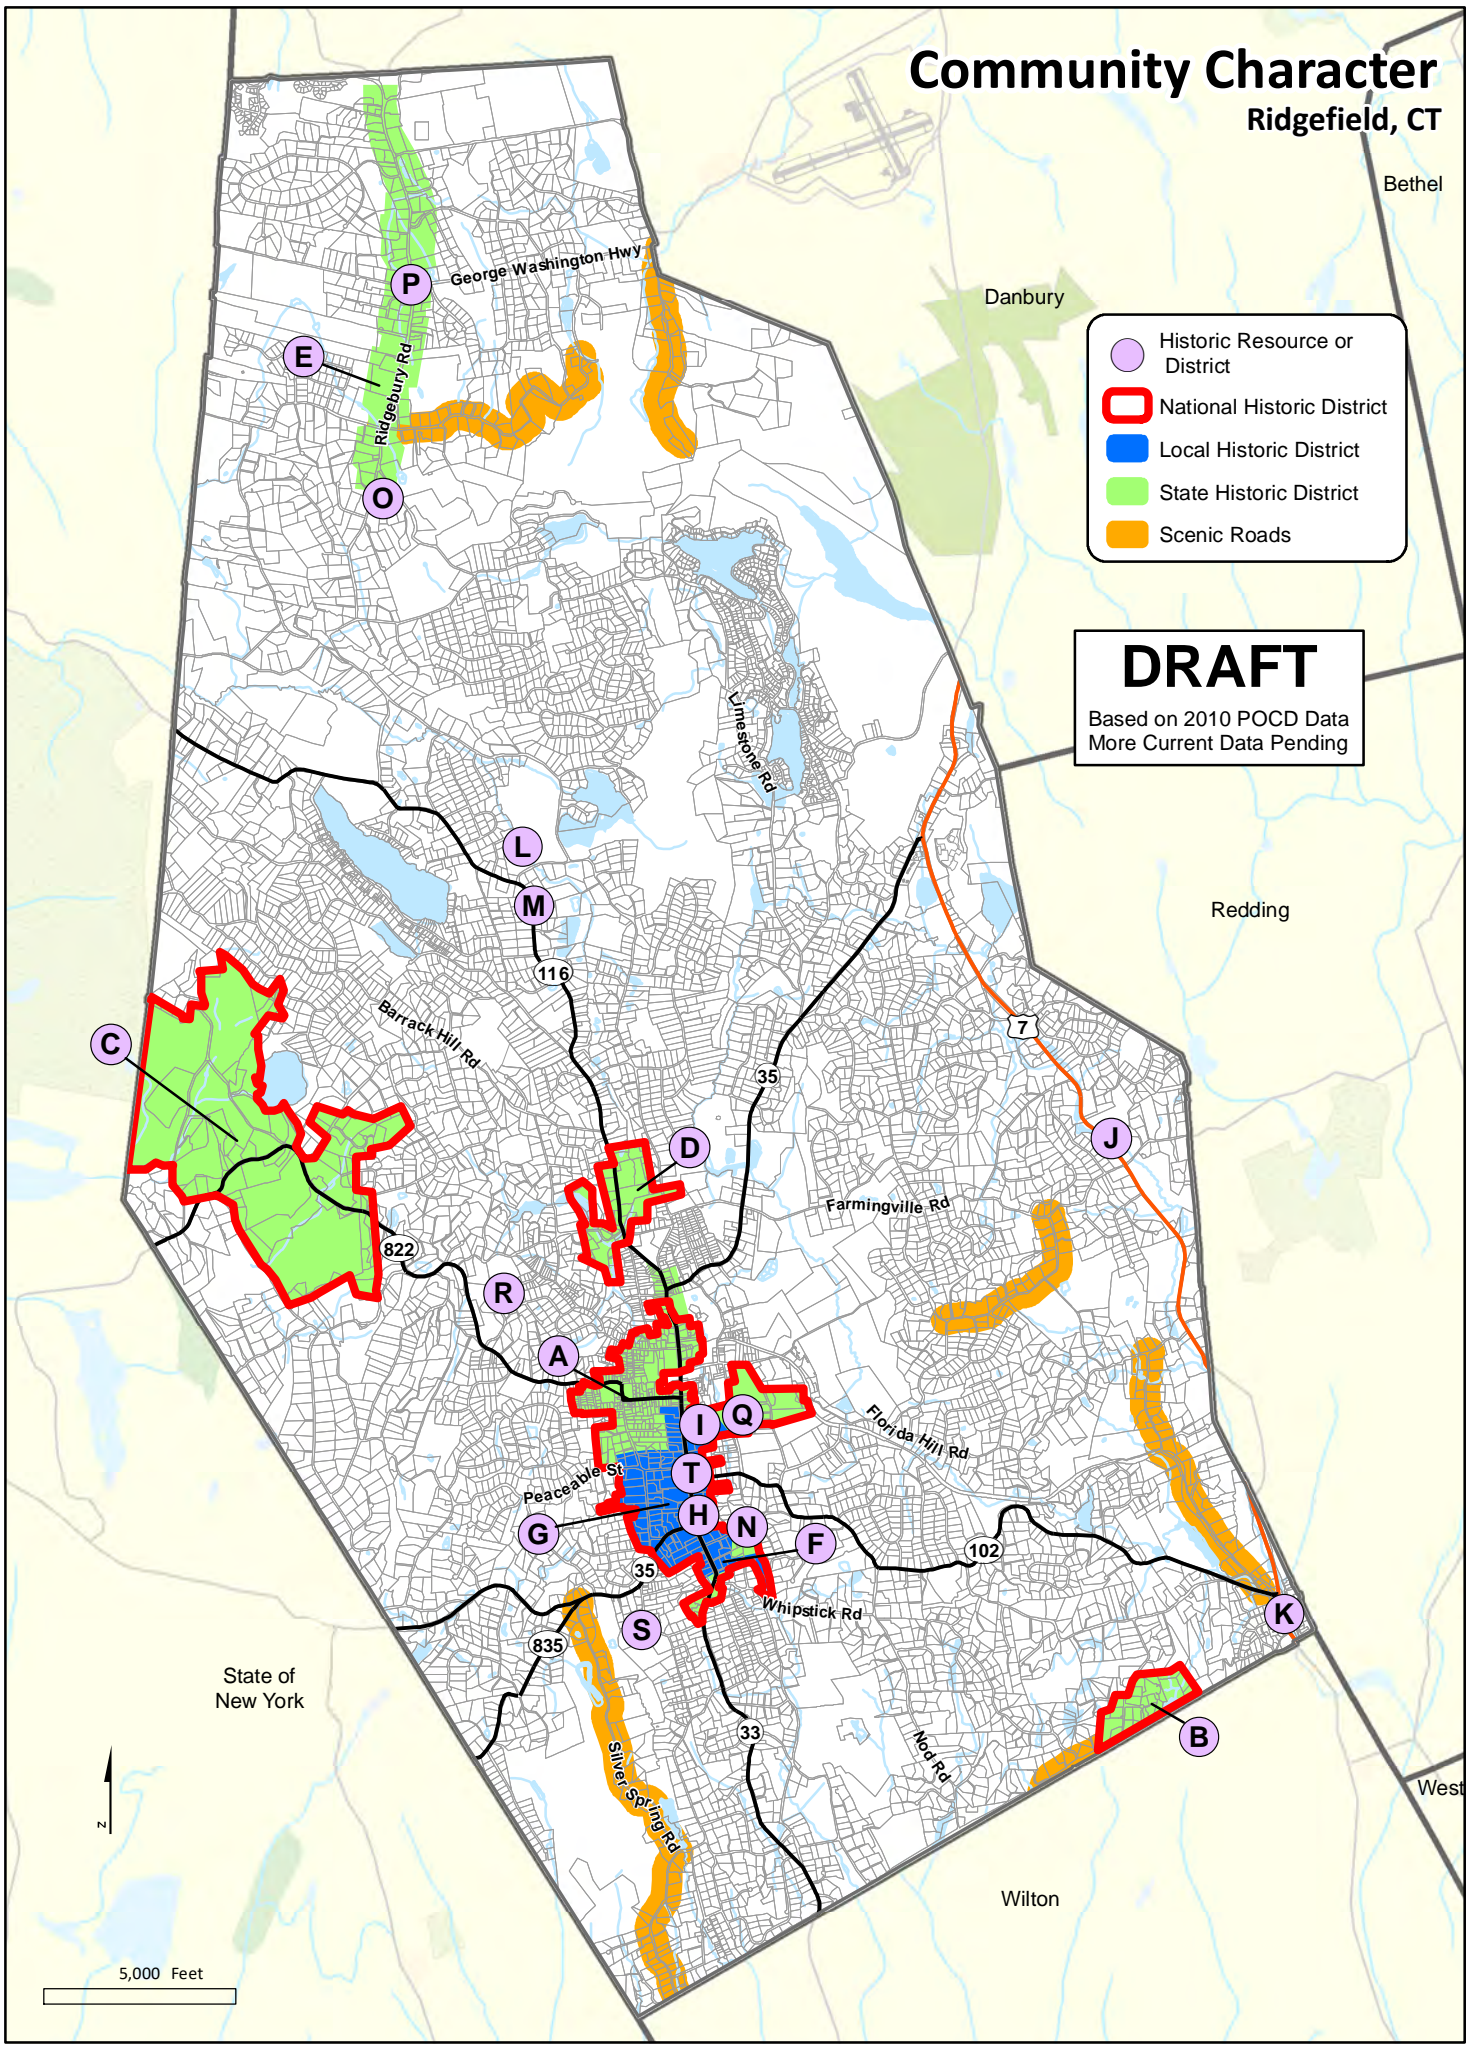 Community Character
Ridgefield, CT
Bethel
George Washington Hwy
P
Danbury
Historic Resource or
District
E
Ridgebury Rd
National Historic District
Local Historic District
State Historic District
O
Scenic Roads
DRAFT
Based on 2010 POCD Data
More Current Data Pending
Limestone Rd
L
M
Redding
116
Barrack Hill Rd
7
C
35
J
D
Farmingville Rd
822
R
A
I
Q
Florida Hill Rd
Peaceable St
T
H
N
G
F
102
35
Whipstick Rd
K
S
835
State of
New York
33
B
Nod Rd
Silver Spring Rd
West
N
Wilton
5,000 Feet